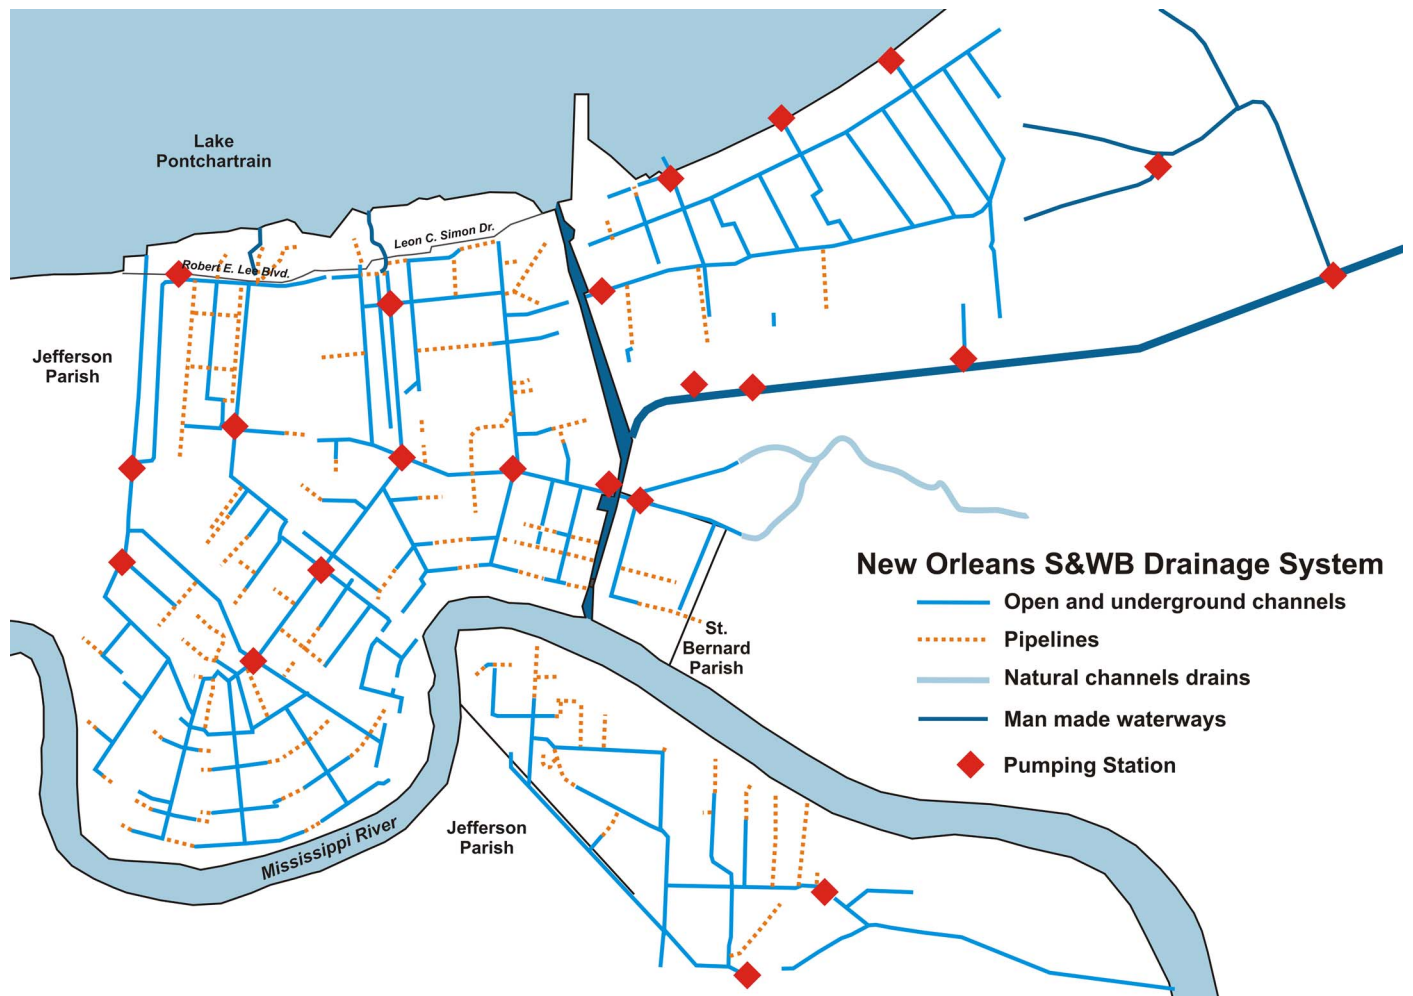 Lake
Pontchartrain
Leon C. Simon Dr.
Robert E. Lee Blvd.
Jefferson
Parish
New Orleans S&WB Drainage System
Open and underground channels
Pipelines
Natural channels drains
Man made waterways
Pumping Station
St.
Bernard
Parish
Jefferson
Parish
Mississippi River